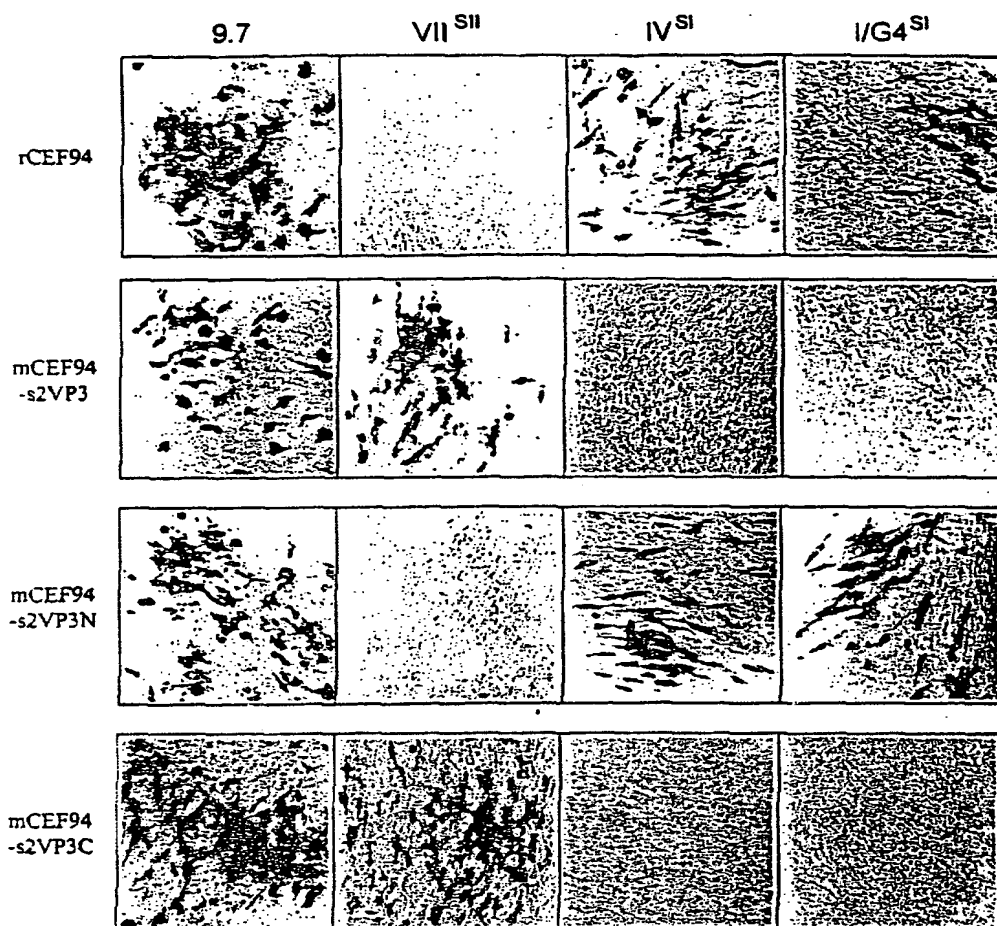 9.7 VII SII IV SI I/G4 SI
rCEF94
mCEF94
-s2VP3
mCEF94
-s2VP3N
mCEF94
-s2VP3C